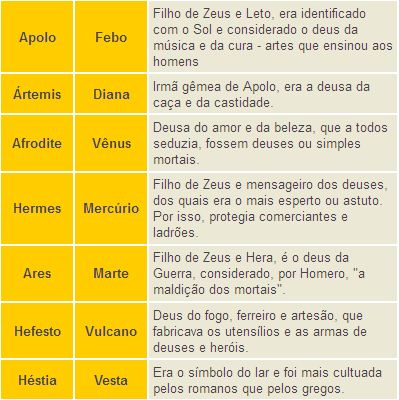 Apolo Febo Filho de Zeus e Leto, era identificado
com o Sol e considerado o deus da
música e da cura - artes que ensinou aos
homens
Ártemis Diana Irmã gêmea de Apolo, era a deusa da
caça e da castidade.
Afrodite Vênus Deusa do amor e da beleza, que a todos
seduzia, fossem deuses ou simples
mortais.
Hermes Mercúrio Filho de Zeus e mensageiro dos deuses,
dos quais era o mais esperto ou astuto.
Por isso, protegia comerciantes e
ladrões.
Ares Marte Filho de Zeus e Hera, é o deus da
Guerra, considerado, por Homero, "a
maldição dos mortais".
Hefesto Vulcano Deus do fogo, ferreiro e artesão, que
fabricava os utensílios e as armas de
deuses e heróis.
Héstia Vesta Era o símbolo do lar e foi mais cultuada
pelos romanos que pelos gregos.